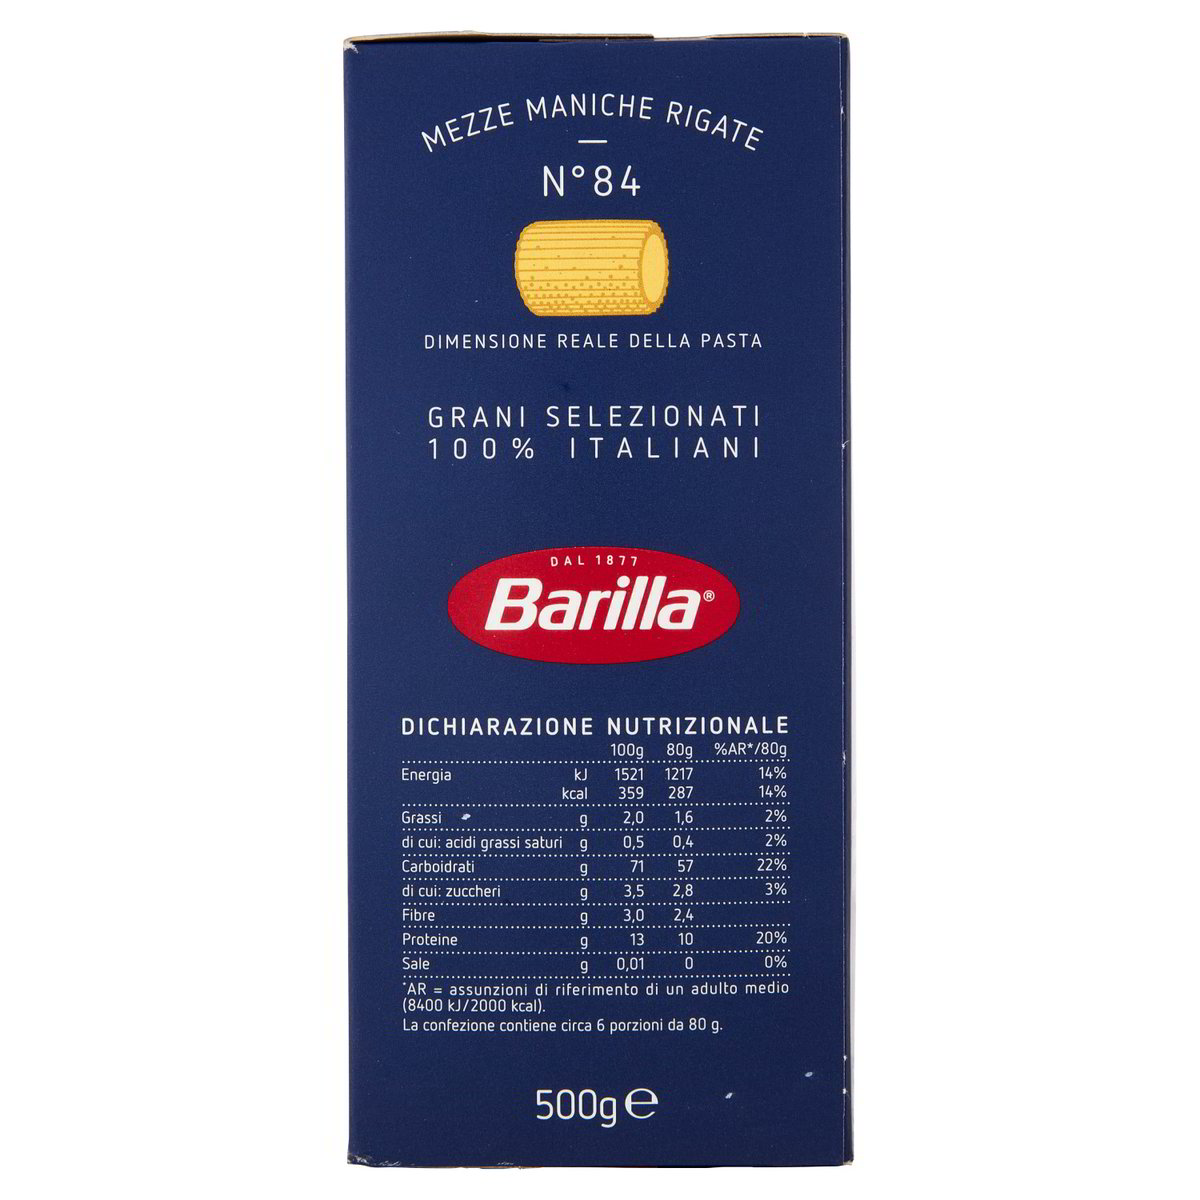 MEZZE MANICHE RIGATE
N°84
DIMENSIONE REALE DELLA PASTA
GRANI SELEZIONATI
100% ITALIANI
DAL 1877
Barilla®
DICHIARAZIONE NUTRIZIONALE
100g 80g %AR*/80g
Energia kJ 1521 1217 14%
kcal 359 287 14%
Grassi g 2,0 1,6 2%
di cui: acidi grassi saturi g 0,5 0,4 2%
Carboidrati g 71 57 22%
di cui: zuccheri g 3,5 2,8 3%
Fibre g 3,0 2,4
Proteine g 13 10 20%
Sale g 0,01 0 0%
*AR = assunzioni di riferimento di un adulto medio
(8400 kJ/2000 kcal).
La confezione contiene circa 6 porzioni da 80 g.
500g ℮